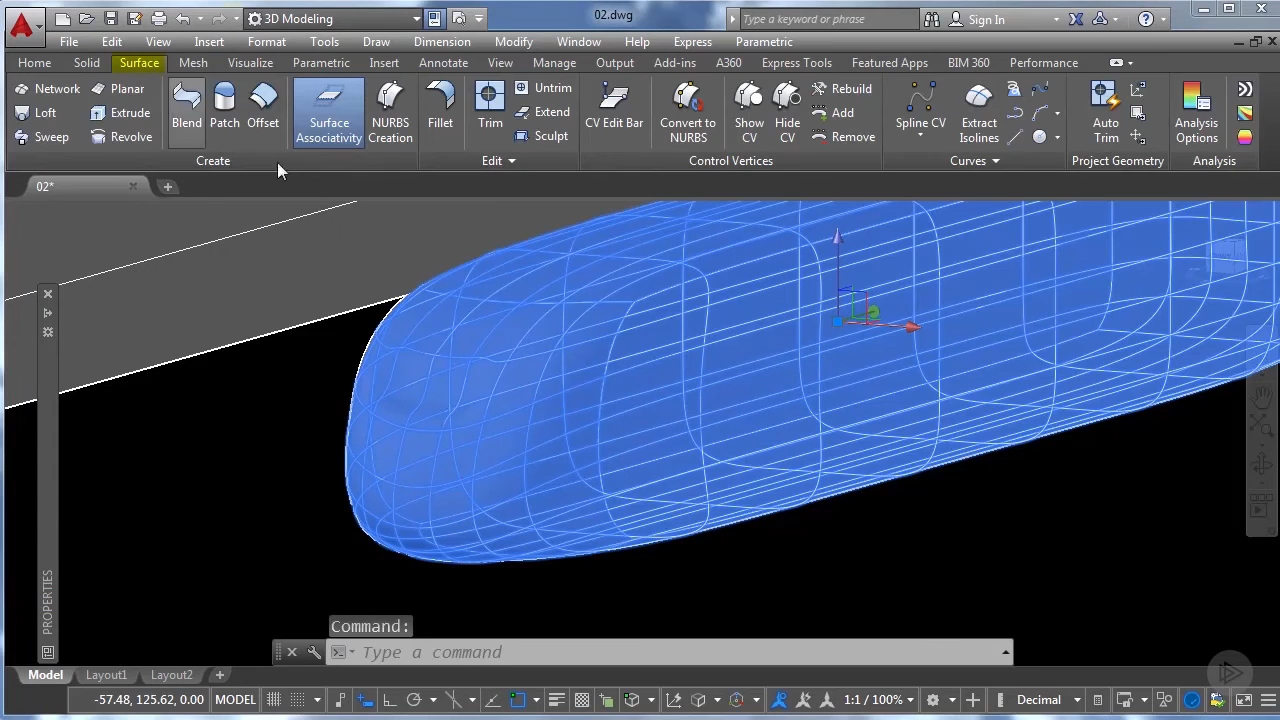 3D Modeling
02.dwg
Type a keyword or phrase
Sign In
File Edit View Insert Format Tools Draw Dimension Modify Window Help Express Parametric
Home Solid Surface Mesh Visualize Parametric Insert Annotate View Manage Output Add-ins A360 Express Tools Featured Apps BIM 360 Performance
Network Planar
Loft Extrude
Sweep Revolve
Blend Patch Offset
Surface Associativity
NURBS Creation
Fillet
Trim
Untrim
Extend
Sculpt
CV Edit Bar
Convert to NURBS
Show CV
Hide CV
Rebuild
Add
Remove
Spline CV
Extract Isolines
Auto Trim
Analysis Options
Create Edit Control Vertices Curves Project Geometry Analysis
02*
PROPERTIES
Command:
Type a command
Model Layout1 Layout2
-57.48, 125.62, 0.00 MODEL 1:1 / 100% Decimal